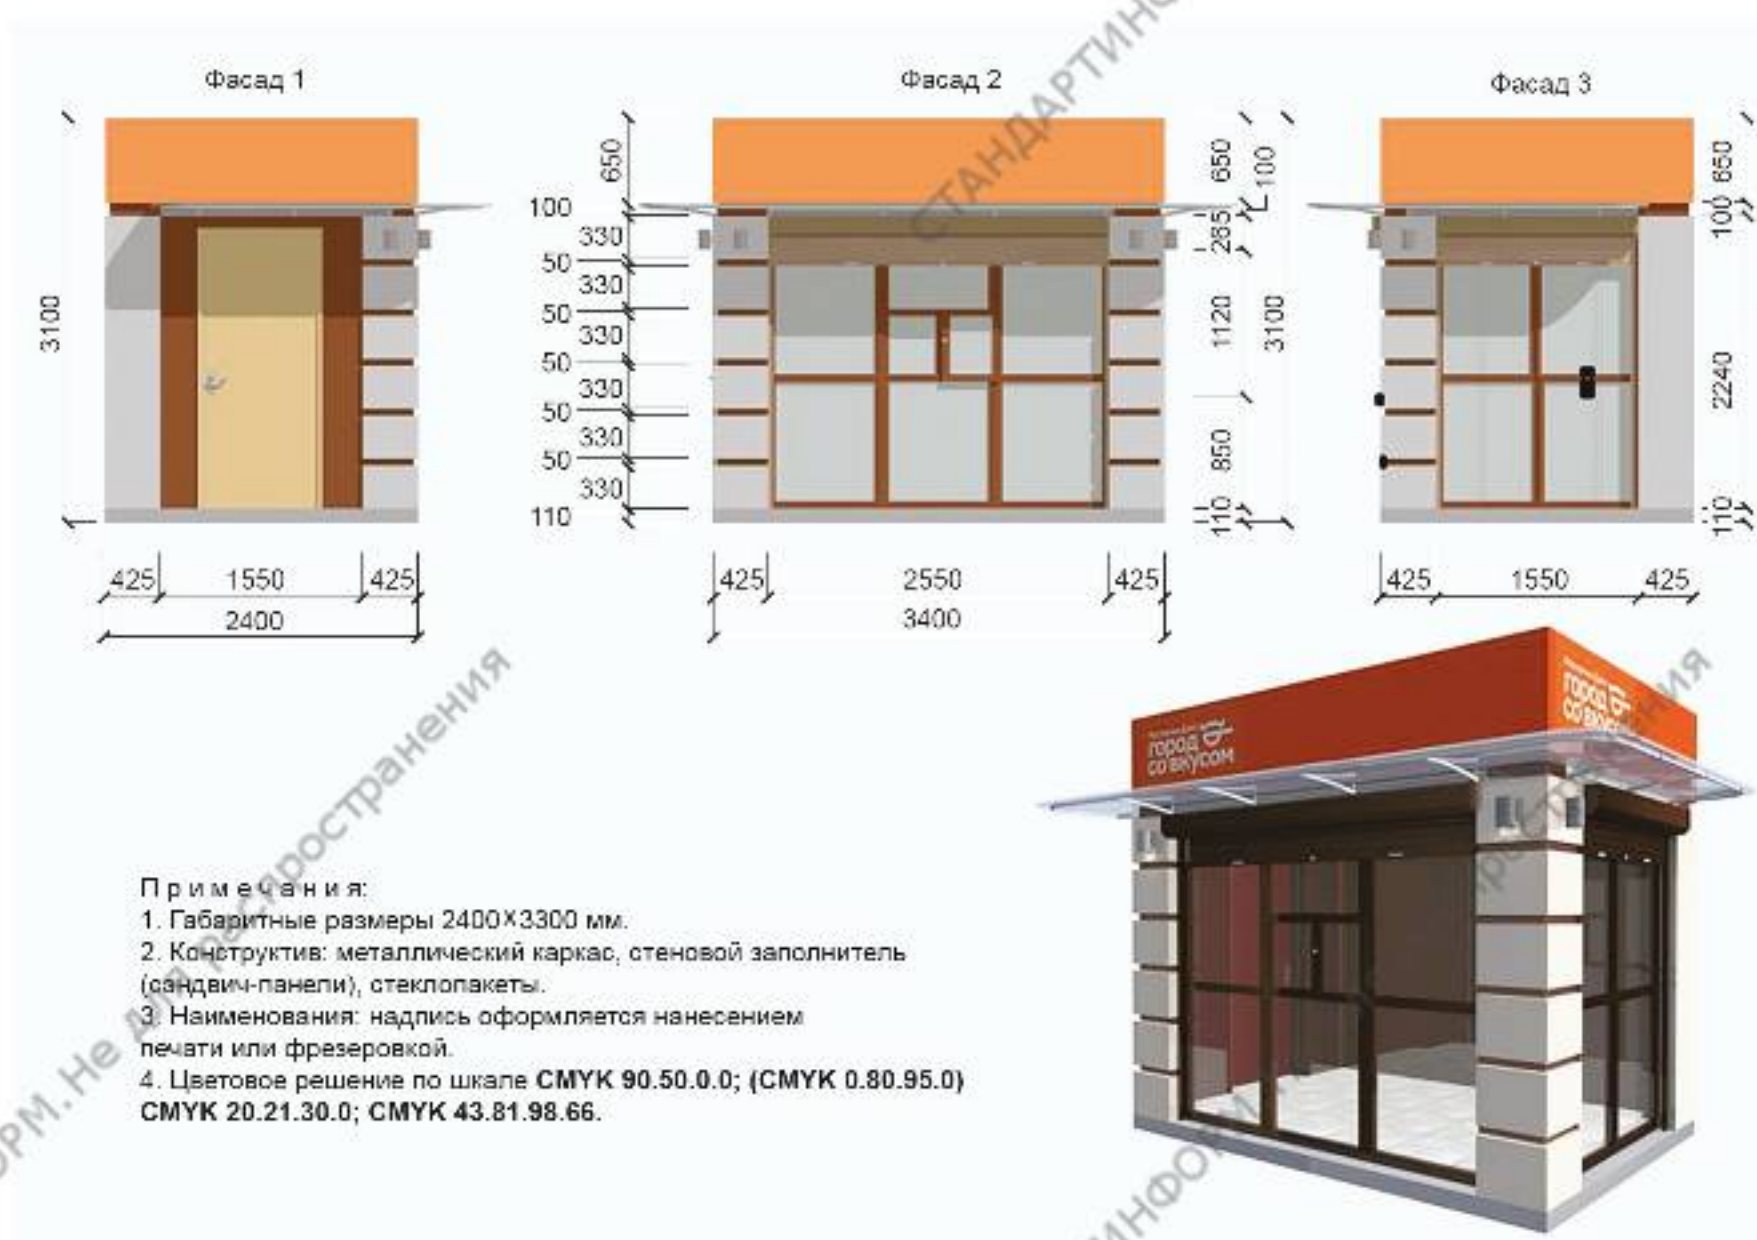 Фасад 1
Фасад 2
Фасад 3
3100
425
1550
425
2400
650
100
330
50
330
50
330
50
330
50
330
50
330
110
425
2550
425
3400
650
100
285
1120
3100
850
110
650
100
2240
110
425
1550
425
город
со вкусом
город
со вкусом
Примечания:
1. Габаритные размеры 2400×3300 мм.
2. Конструктив: металлический каркас, стеновой заполнитель
(сэндвич-панели), стеклопакеты.
3. Наименования: надпись оформляется нанесением
печати или фрезеровкой.
4. Цветовое решение по шкале CMYK 90.50.0.0; (CMYK 0.80.95.0)
CMYK 20.21.30.0; CMYK 43.81.98.66.